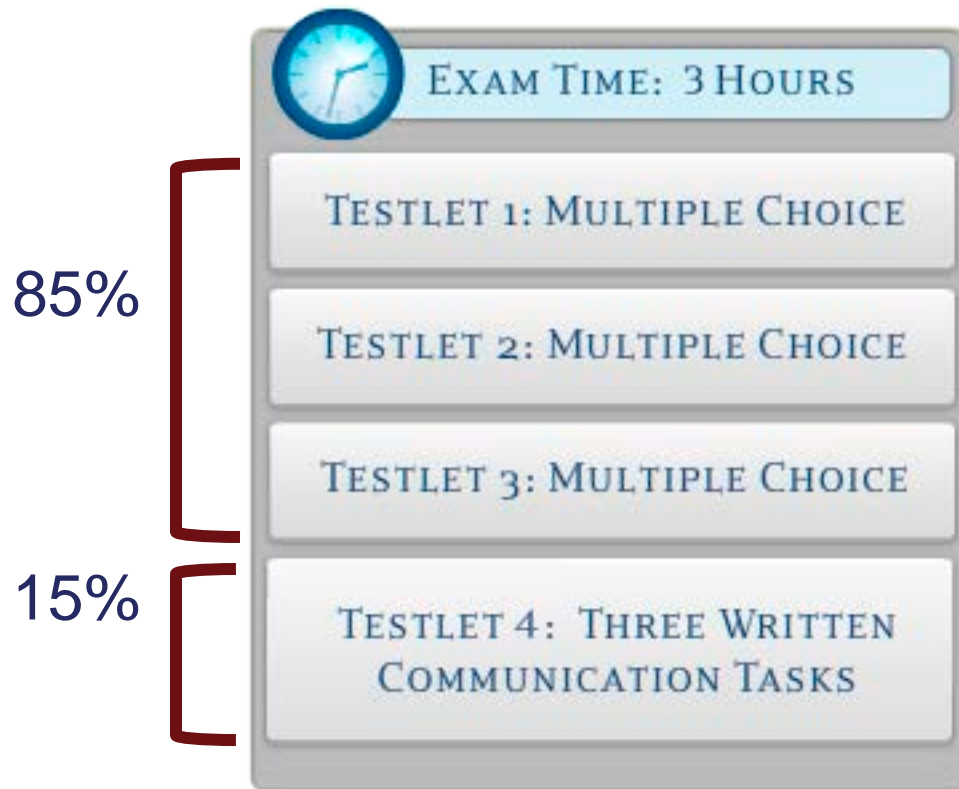 Exam Time: 3 Hours
Testlet 1: Multiple Choice
85%
Testlet 2: Multiple Choice
Testlet 3: Multiple Choice
15%
Testlet 4: Three Written
Communication Tasks